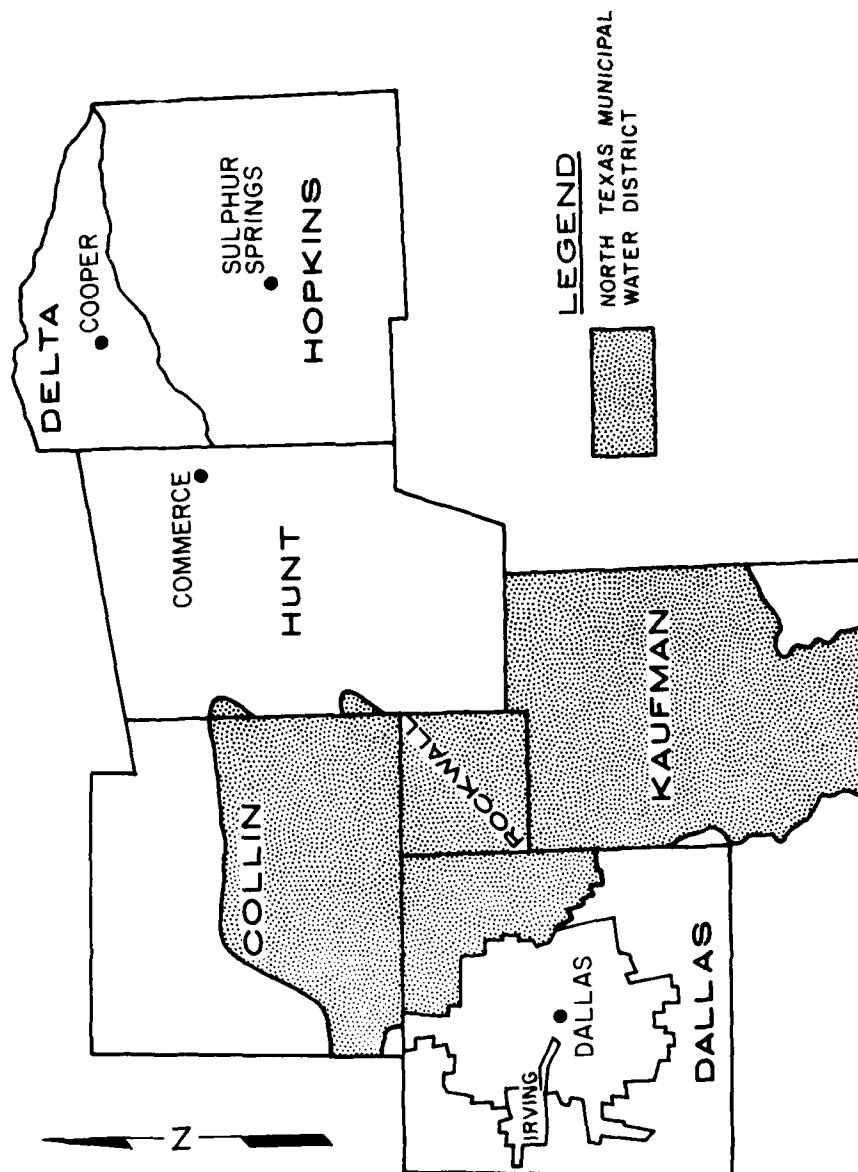 DELTA
COOPER
SULPHUR
SPRINGS
HOPKINS
COMMERCE
HUNT
COLLIN
ROCKWALL
KAUFMAN
IRVING
DALLAS
DALLAS
N
LEGEND
NORTH TEXAS MUNICIPAL
WATER DISTRICT